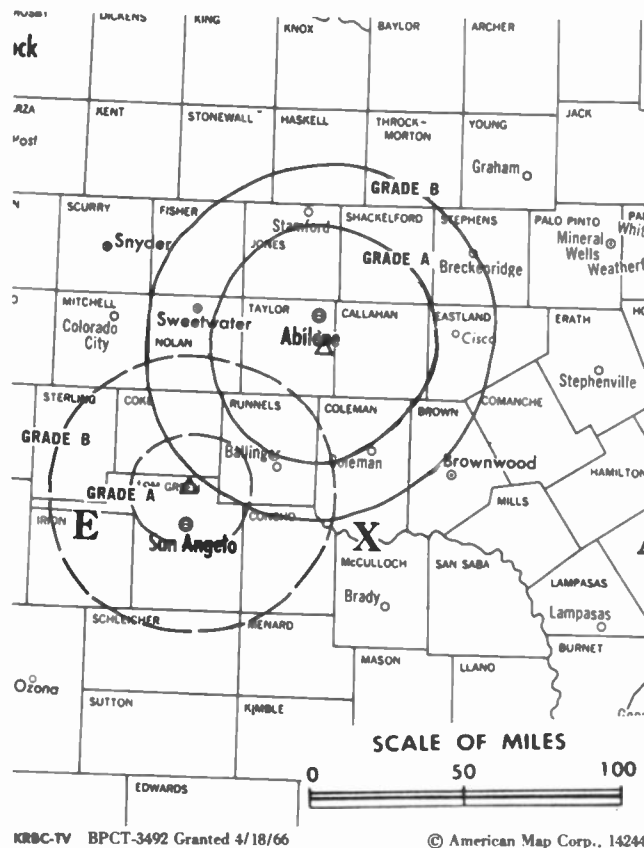 DICKENS
KING
KNOX
BAYLOR
ARCHER
ock
KENT
STONEWALL
HASKELL
THROCK-
MORTON
YOUNG
JACK
Post
Graham
GRADE B
SCURRY
FISHER
Stamford
SHACKELFORD
STEPHENS
PALO PINTO
Snyder
JONES
GRADE A
Breckenridge
Mineral
Wells
MITCHELL
Colorado
City
Sweetwater
TAYLOR
CALLAHAN
EASTLAND
ERATH
NOLAN
Abilene
Cisco
Stephenville
STERLING
COKE
RUNNELS
COLEMAN
BROWN
COMANCHE
GRADE B
Ballinger
Coleman
Brownwood
HAMILTON
GRADE A
TOM GREEN
MILLS
IRION
E
San Angelo
CONCHO
X
McCULLOCH
SAN SABA
LAMPASAS
Brady
Lampasas
SCHLEICHER
MENARD
BURNET
MASON
LLANO
Ozona
SUTTON
KIMBLE
SCALE OF MILES
0 50 100
EDWARDS
KRBC-TV BPCT-3492 Granted 4/18/66
© American Map Corp., 14244